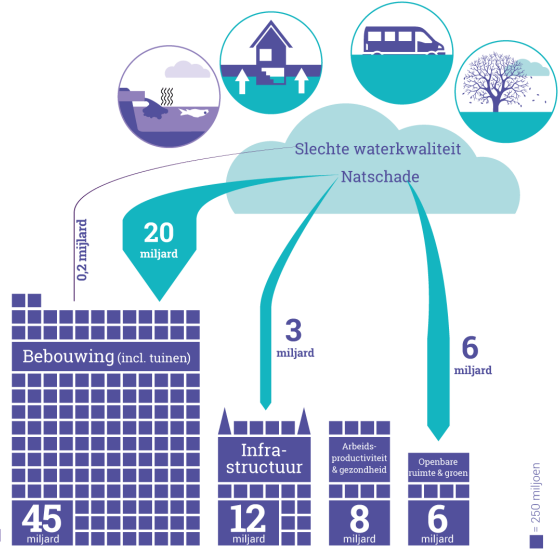 Slechte waterkwaliteit
Natschade
0,2 mijlard
20
miljard
3
miljard
6
miljard
Bebouwing (incl. tuinen)
45
miljard
Infra-
structuur
12
miljard
Arbeids-
productiviteit
& gezondheid
8
miljard
Openbare
ruimte & groen
6
miljard
= 250 miljoen